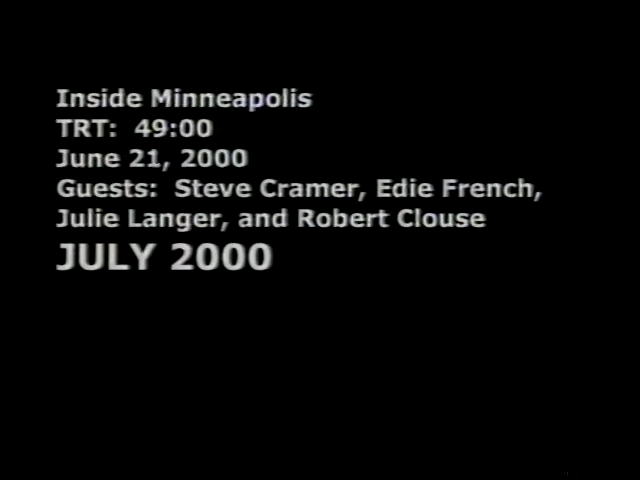 Inside Minneapolis
TRT:  49:00
June 21, 2000
Guests:  Steve Cramer, Edie French,
Julie Langer, and Robert Clouse
JULY 2000